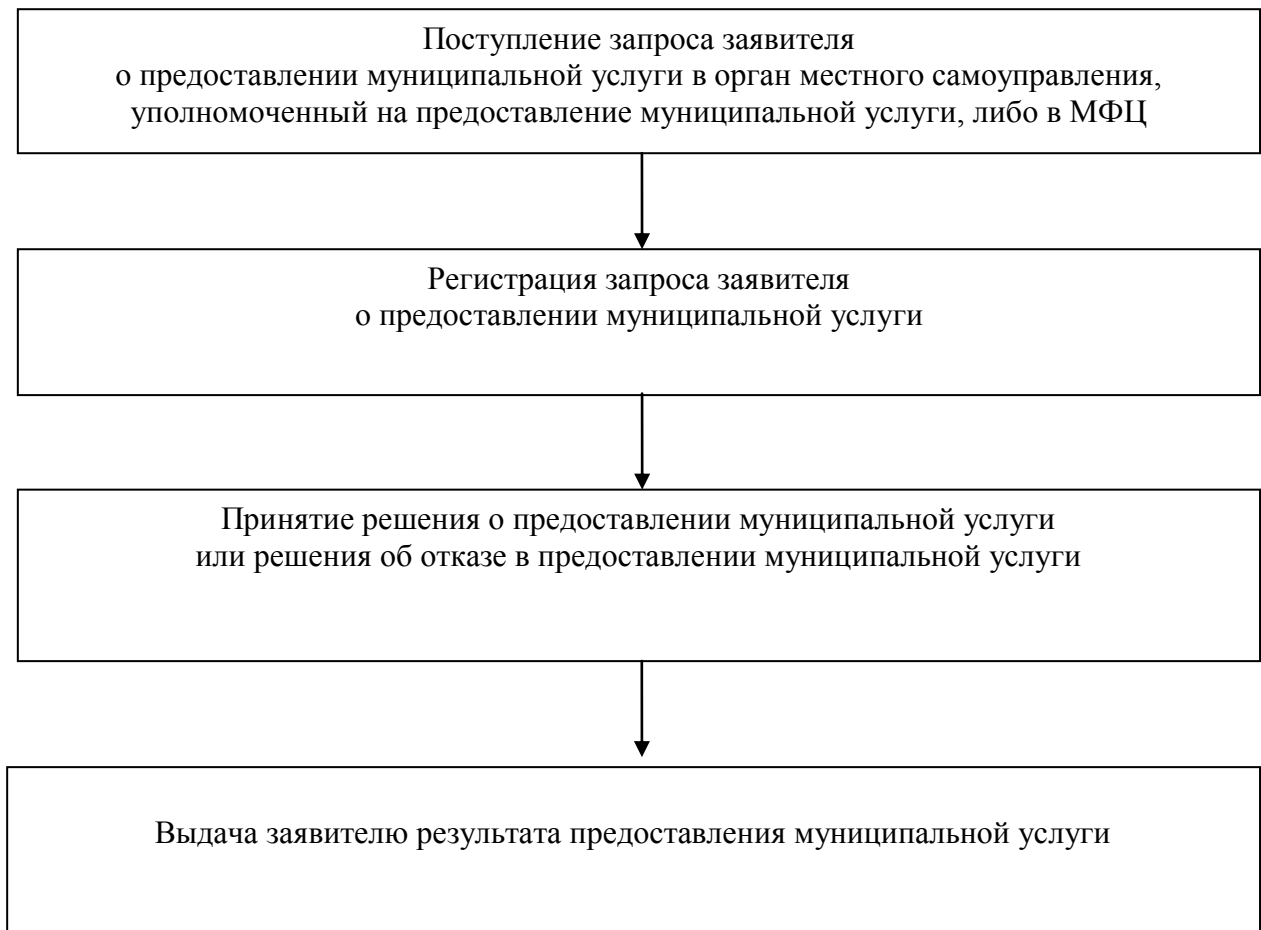 Поступление запроса заявителя
о предоставлении муниципальной услуги в орган местного самоуправления,
уполномоченный на предоставление муниципальной услуги, либо в МФЦ
Регистрация запроса заявителя
о предоставлении муниципальной услуги
Принятие решения о предоставлении муниципальной услуги
или решения об отказе в предоставлении муниципальной услуги
Выдача заявителю результата предоставления муниципальной услуги